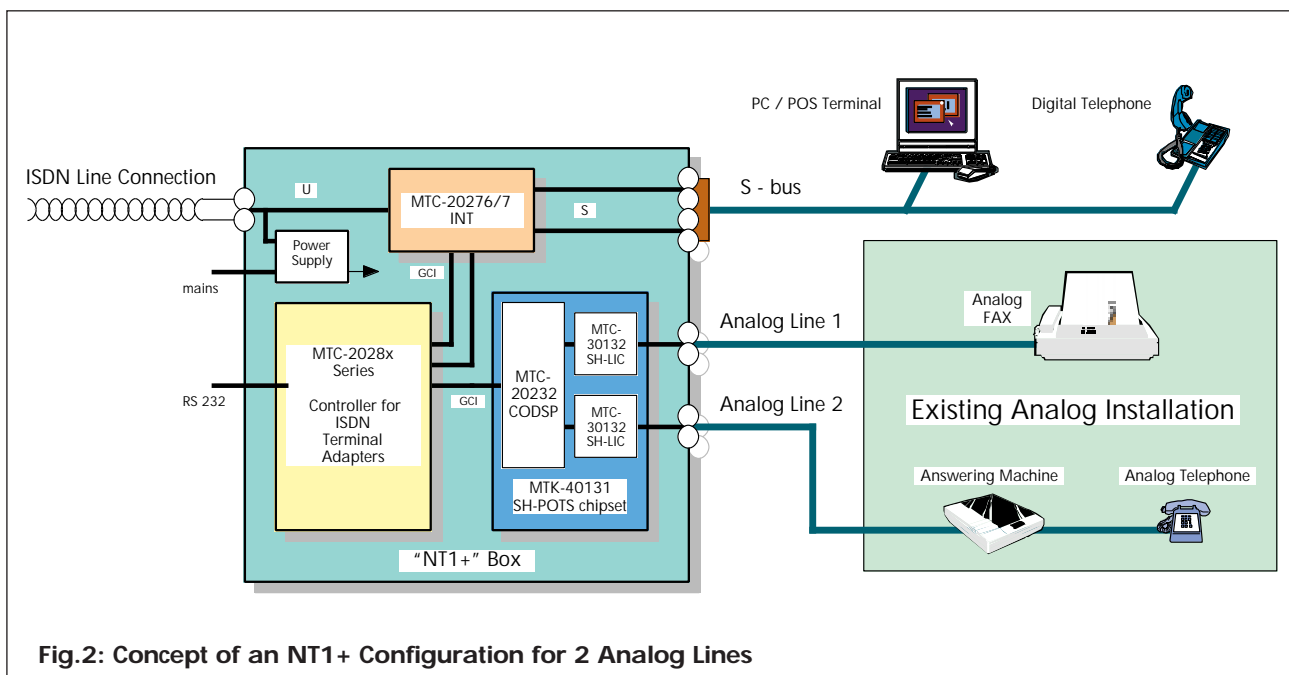 PC / POS Terminal
Digital Telephone
ISDN Line Connection
U
MTC-20276/7
INT
S
S - bus
Power
Supply
mains
GCI
MTC-2028x
Series
Controller for
ISDN
Terminal
Adapters
RS 232
GCI
MTC-
20232
CODSP
MTC-
30132
SH-LIC
MTC-
30132
SH-LIC
MTK-40131
SH-POTS chipset
"NT1+" Box
Analog Line 1
Analog Line 2
Analog
FAX
Existing Analog Installation
Answering Machine
Analog Telephone
Fig.2: Concept of an NT1+ Configuration for 2 Analog Lines